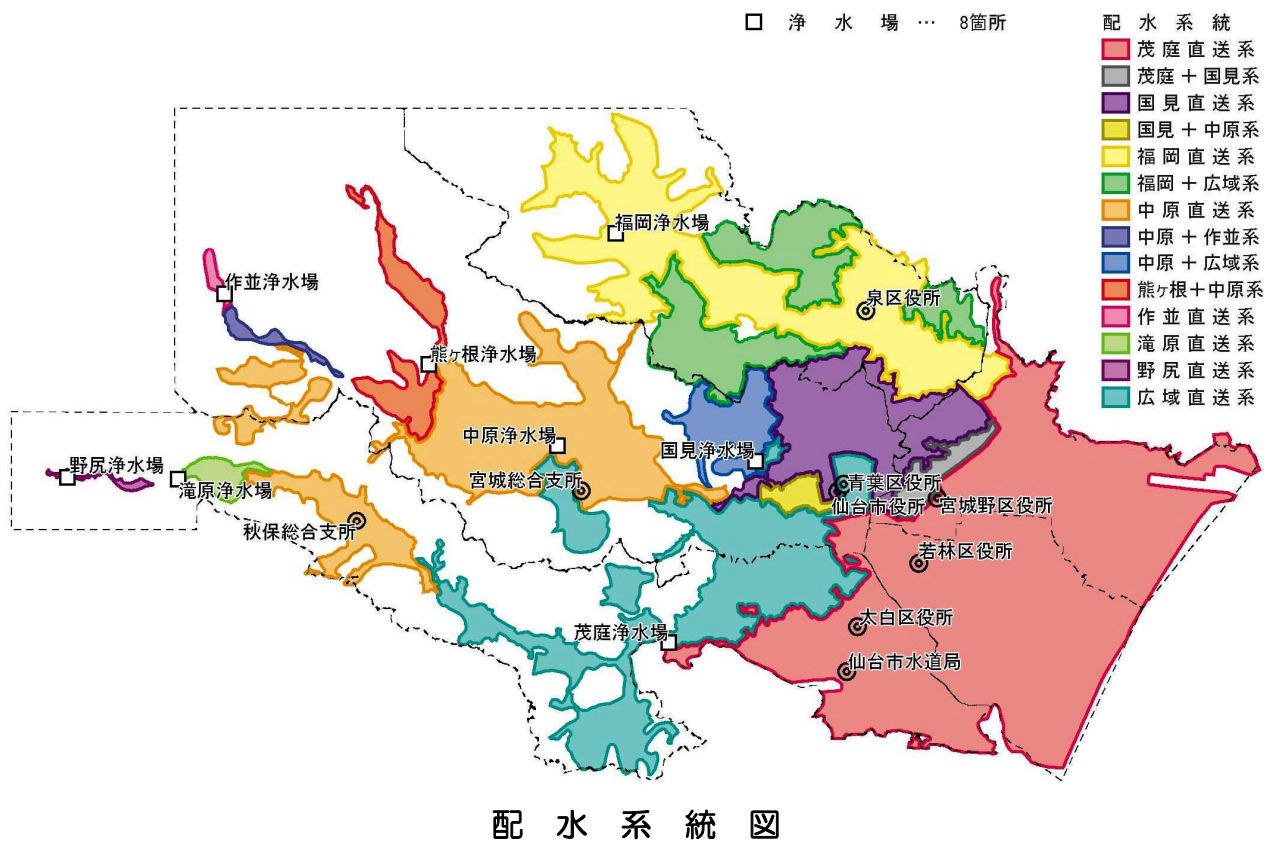 浄水場… 8箇所
配水系統
茂庭直送系
茂庭＋国見系
国見直送系
国見＋中原系
福岡直送系
福岡＋広域系
中原直送系
中原＋作並系
中原＋広域系
熊ヶ根＋中原系
作並直送系
滝原直送系
野尻直送系
広域直送系
福岡浄水場
作並浄水場
泉区役所
熊ヶ根浄水場
中原浄水場
国見浄水場
野尻浄水場
滝原浄水場
宮城総合支所
青葉区役所
仙台市役所
宮城野区役所
秋保総合支所
若林区役所
太白区役所
茂庭浄水場
仙台市水道局
配水系統図